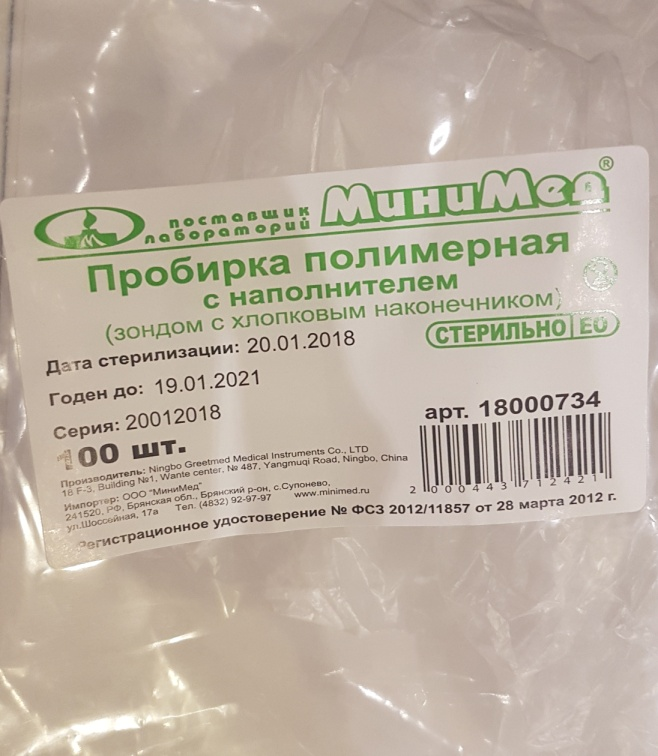 поставщик
лабораторий
МиниМед®
Пробирка полимерная
с наполнителем
(зондом с хлопковым наконечником)
СТЕРИЛЬНО EO
Дата стерилизации: 20.01.2018
Годен до: 19.01.2021
Серия: 20012018
100 шт.
арт. 18000734
2 000443 712421
Производитель: Ningbo Greetmed Medical Instruments Co., LTD
18 F-3, Building №1, Wante center, № 487, Yangmuqi Road, Ningbo, China
Импортер: ООО "МиниМед"
241520, РФ, Брянская обл., Брянский р-он, с.Супонево,
ул.Шоссейная, 17а Тел. (4832) 92-97-97 www.minimed.ru
Регистрационное удостоверение № ФСЗ 2012/11857 от 28 марта 2012 г.